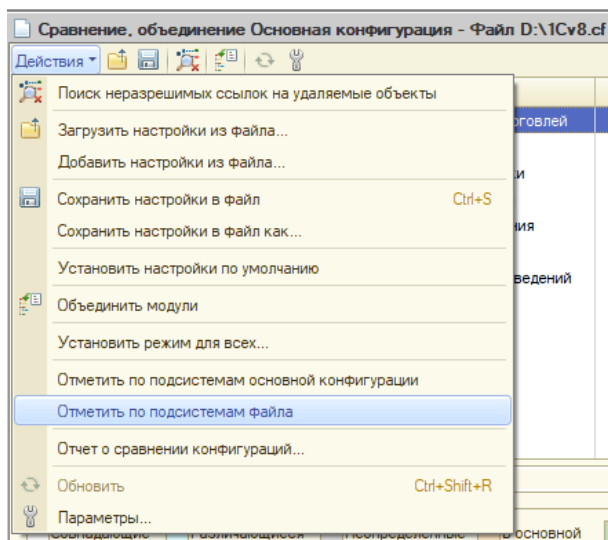 Сравнение, объединение Основная конфигурация - Файл D:\1Cv8.cf
Действия
Поиск неразрешимых ссылок на удаляемые объекты
Загрузить настройки из файла...
Добавить настройки из файла...
Сохранить настройки в файл Ctrl+S
Сохранить настройки в файл как...
Установить настройки по умолчанию
Объединить модули
Установить режим для всех...
Отметить по подсистемам основной конфигурации
Отметить по подсистемам файла
Отчет о сравнении конфигураций...
Обновить Ctrl+Shift+R
Параметры...
рговлей
и
ния
ведений
Совпадающие Различающиеся Неопределенные В основной